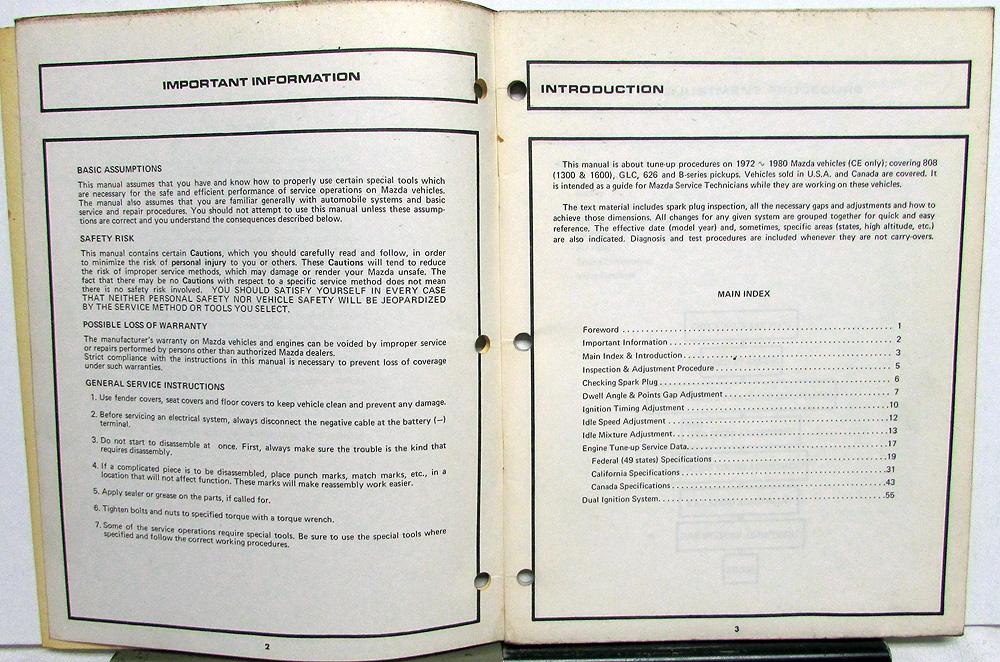 IMPORTANT INFORMATION
BASIC ASSUMPTIONS
This manual assumes that you have and know how to properly use certain special tools which
are necessary for the safe and efficient performance of service operations on Mazda vehicles.
The manual also assumes that you are familiar generally with automobile systems and basic
service and repair procedures. You should not attempt to use this manual unless these assump-
tions are correct and you understand the consequences described below.
SAFETY RISK
This manual contains certain Cautions, which you should carefully read and follow, in order
to minimize the risk of personal injury to you or others. These Cautions will tend to reduce
the risk of improper service methods, which may damage or render your Mazda unsafe. The
fact that there may be no Cautions with respect to a specific service method does not mean
there is no safety risk involved. YOU SHOULD SATISFY YOURSELF IN EVERY CASE
THAT NEITHER PERSONAL SAFETY NOR VEHICLE SAFETY WILL BE JEOPARDIZED
BY THE SERVICE METHOD OR TOOLS YOU SELECT.
POSSIBLE LOSS OF WARRANTY
The manufacturer's warranty on Mazda vehicles and engines can be voided by improper service
or repairs performed by persons other than authorized Mazda dealers.
Strict compliance with the instructions in this manual is necessary to prevent loss of coverage
under such warranties.
GENERAL SERVICE INSTRUCTIONS
1. Use fender covers, seat covers and floor covers to keep vehicle clean and prevent any damage.
2. Before servicing an electrical system, always disconnect the negative cable at the battery (—)
terminal.
3. Do not start to disassemble at once. First, always make sure the trouble is the kind that
requires disassembly.
4. If a complicated piece is to be disassembled, place punch marks, match marks, etc., in a
location that will not affect function. These marks will make reassembly work easier.
5. Apply sealer or grease on the parts, if called for.
6. Tighten bolts and nuts to specified torque with a torque wrench.
7. Some of the service operations require special tools. Be sure to use the special tools where
specified and follow the correct working procedures.
2
INTRODUCTION
This manual is about tune-up procedures on 1972 ~ 1980 Mazda vehicles (CE only); covering 808
(1300 & 1600), GLC, 626 and B-series pickups. Vehicles sold in U.S.A. and Canada are covered. It
is intended as a guide for Mazda Service Technicians while they are working on these vehicles.
The text material includes spark plug inspection, all the necessary gaps and adjustments and how to
achieve those dimensions. All changes for any given system are grouped together for quick and easy
reference. The effective date (model year) and, sometimes, specific areas (states, high altitude, etc.)
are also indicated. Diagnosis and test procedures are included whenever they are not carry-overs.
MAIN INDEX
Foreword . . . . . . . . . . . . . . . . . . . . 1
Important Information . . . . . . . . . . . . . . . . . . . . 2
Main Index & Introduction . . . . . . . . . . . . . . . . . . . . 3
Inspection & Adjustment Procedure . . . . . . . . . . . . . . . . . . . . 5
Checking Spark Plug . . . . . . . . . . . . . . . . . . . . 6
Dwell Angle & Points Gap Adjustment . . . . . . . . . . . . . . . . . . . . 7
Ignition Timing Adjustment . . . . . . . . . . . . . . . . . . . . 10
Idle Speed Adjustment . . . . . . . . . . . . . . . . . . . . 12
Idle Mixture Adjustment . . . . . . . . . . . . . . . . . . . . 13
Engine Tune-up Service Data . . . . . . . . . . . . . . . . . . . . 17
Federal (49 states) Specifications . . . . . . . . . . . . . . . . . . . . 19
California Specifications . . . . . . . . . . . . . . . . . . . . 31
Canada Specifications . . . . . . . . . . . . . . . . . . . . 43
Dual Ignition System . . . . . . . . . . . . . . . . . . . . 55
3